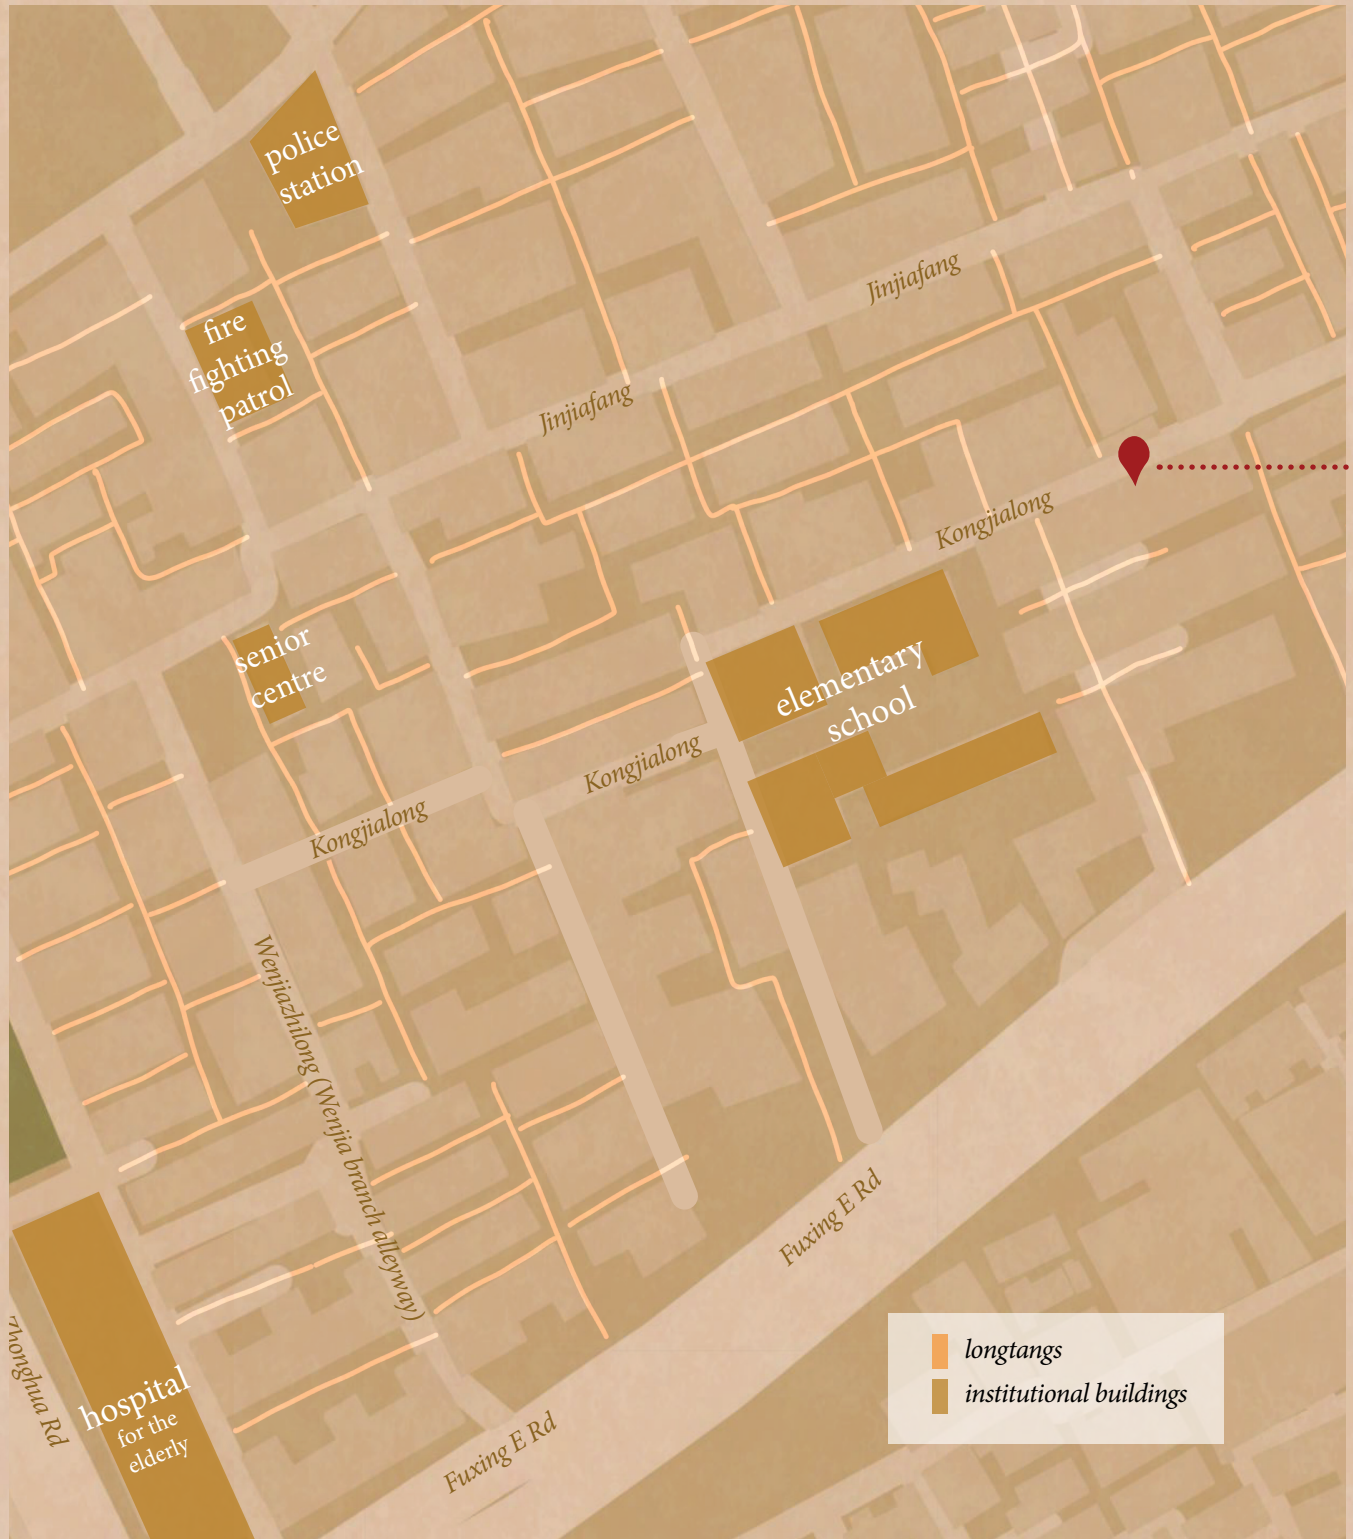 police
station
Jinjiafang
fire
fighting
patrol
Jinjiafang
Kongjialong
senior
centre
elementary
school
Kongjialong
Kongjialong
Wenjiazhilong (Wenjia branch alleyway)
Fuxing E Rd
longtangs
institutional buildings
Zhonghua Rd
hospital
for the
elderly
Fuxing E Rd